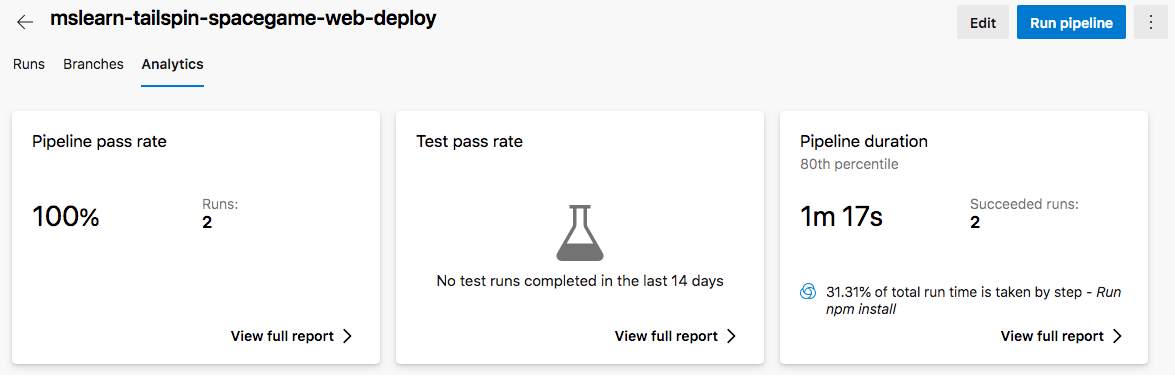 mslearn-tailspin-spacegame-web-deploy
Edit
Run pipeline
Runs
Branches
Analytics
Pipeline pass rate
100%
Runs:
2
View full report
Test pass rate
No test runs completed in the last 14 days
View full report
Pipeline duration
80th percentile
1m 17s
Succeeded runs:
2
31.31% of total run time is taken by step - Run
npm install
View full report